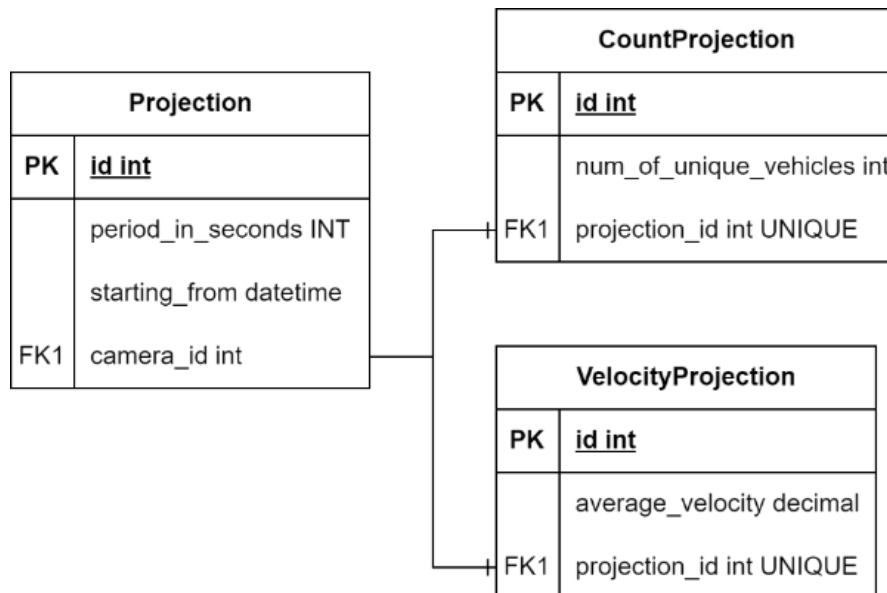 Projection
PK id int
period_in_seconds INT
starting_from datetime
FK1 camera_id int
CountProjection
PK id int
num_of_unique_vehicles int
FK1 projection_id int UNIQUE
VelocityProjection
PK id int
average_velocity decimal
FK1 projection_id int UNIQUE